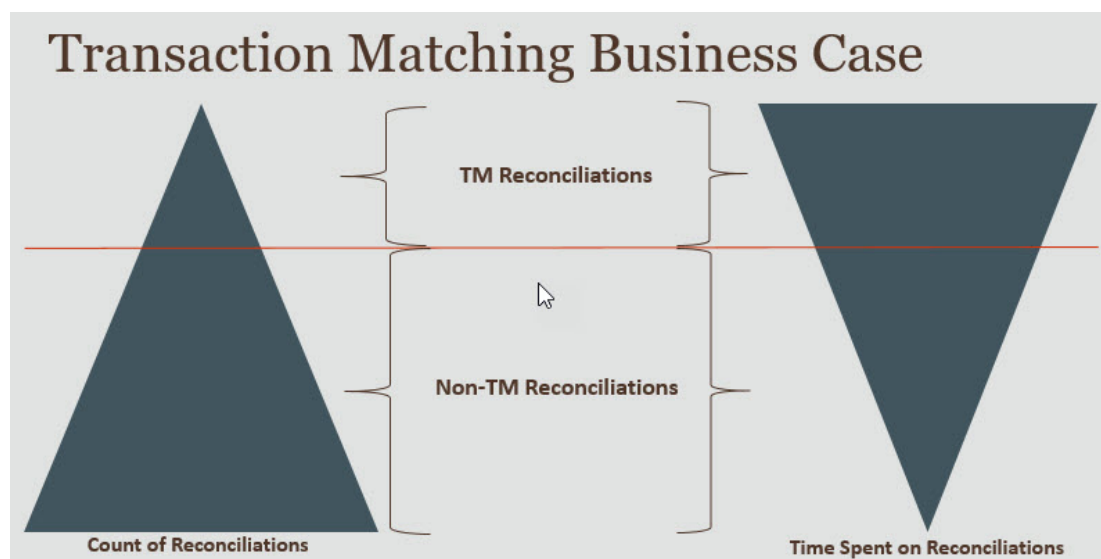 Transaction Matching Business Case
TM Reconciliations
Non-TM Reconciliations
Count of Reconciliations
Time Spent on Reconciliations